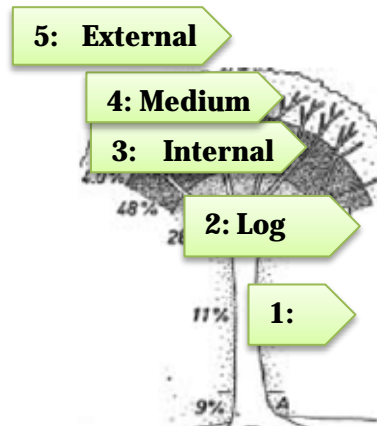 5: External
4: Medium
3: Internal
48%
2: Log
11%
1:
9%
A